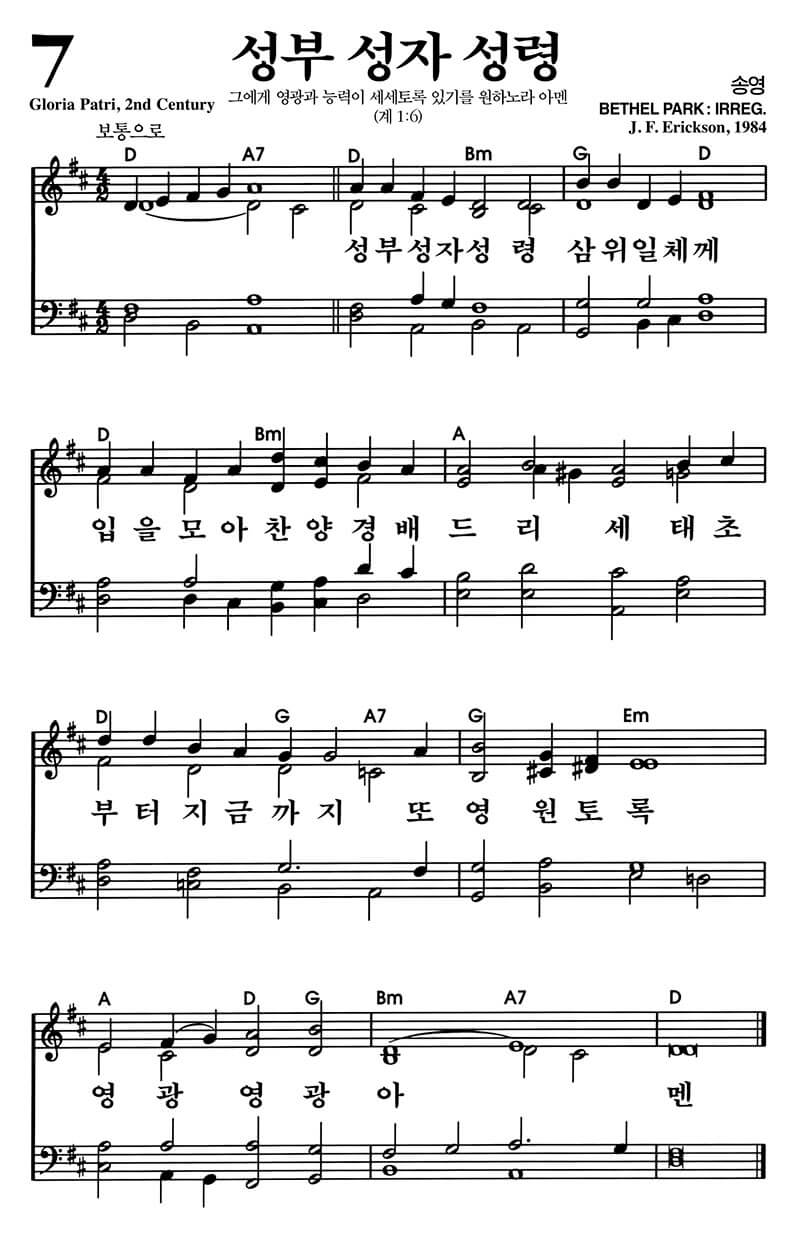 7
성부 성자 성령
송영
Gloria Patri, 2nd Century
그에게 영광과 능력이 세세토록 있기를 원하노라 아멘
(계 1:6)
BETHEL PARK : IRREG.
J. F. Erickson, 1984
보통으로
D A7 D Bm G D
4 2
성부성자성 령 삼위일체께
4 2
D Bm A
입을모아찬양경배드리 세태초
D G A7 G Em
부터지금까지 또영원토록
A D G Bm A7 D
영 광 영광아 멘